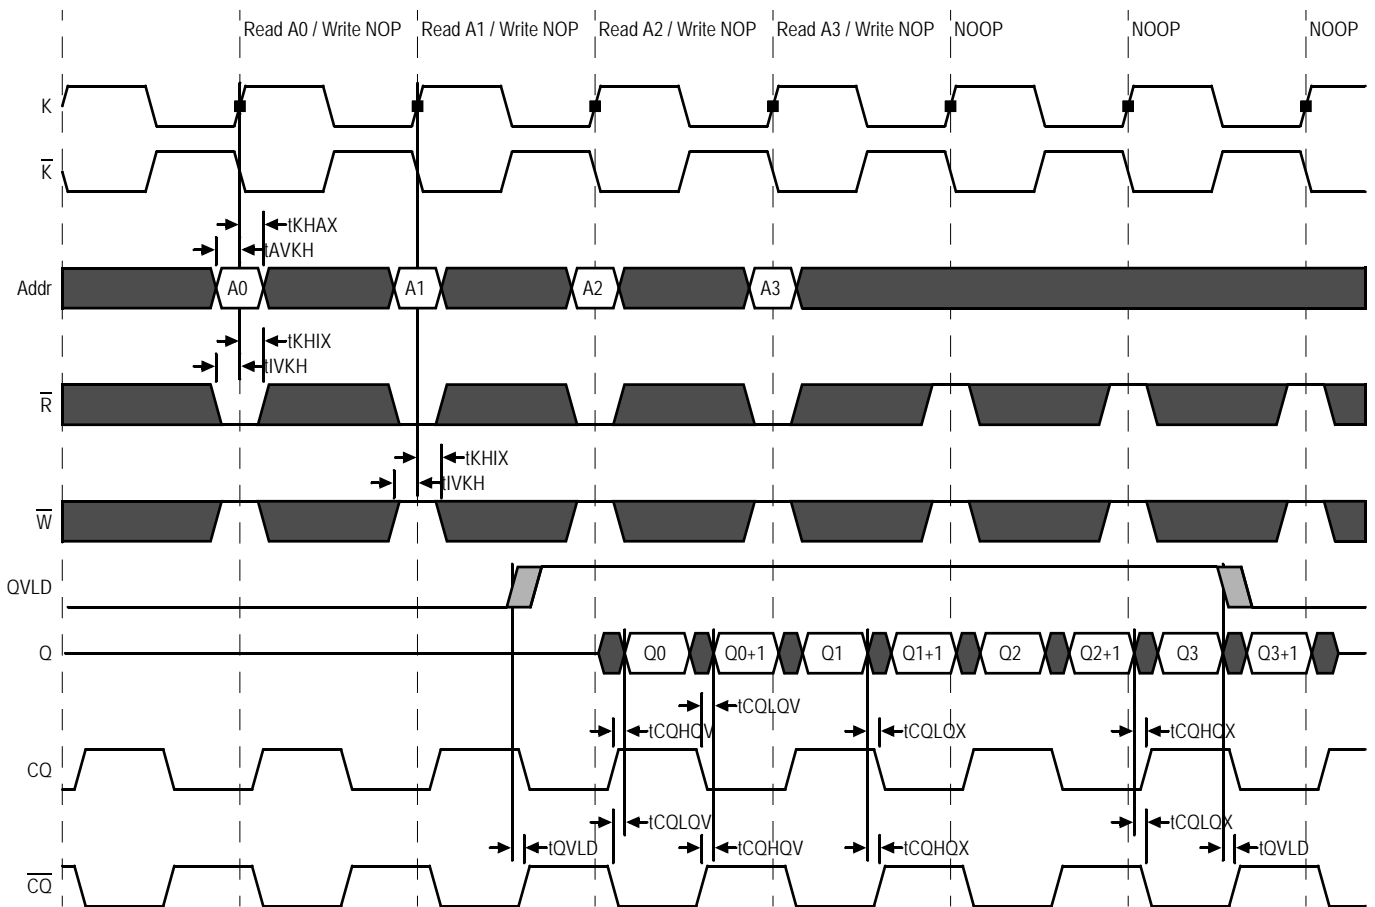 Read A0 / Write NOP Read A1 / Write NOP Read A2 / Write NOP Read A3 / Write NOP NOOP NOOP NOOP
K
K
tKHAX
tAVKH
Addr A0 A1 A2 A3
tKHIX
tIVKH
R
tKHIX
tIVKH
W
QVLD
Q Q0 Q0+1 Q1 Q1+1 Q2 Q2+1 Q3 Q3+1
tCQLQV
tCQHQV tCQLQX tCQHQX
CQ
tCQLQV tCQLQX
tQVLD tCQHQV tCQHQX tQVLD
CQ